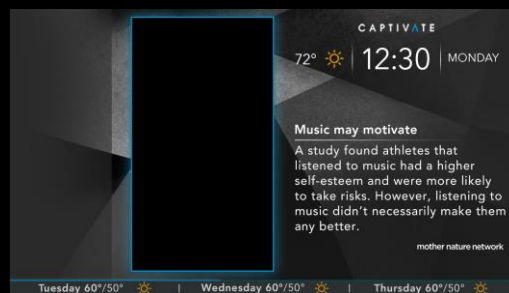 CAPTIVATE
72° 12:30 MONDAY
Music may motivate
A study found athletes that
listened to music had a higher
self-esteem and were more likely
to take risks. However, listening to
music didn't necessarily make them
any better.
mother nature network
Tuesday 60°/50° | Wednesday 60°/50° | Thursday 60°/50°